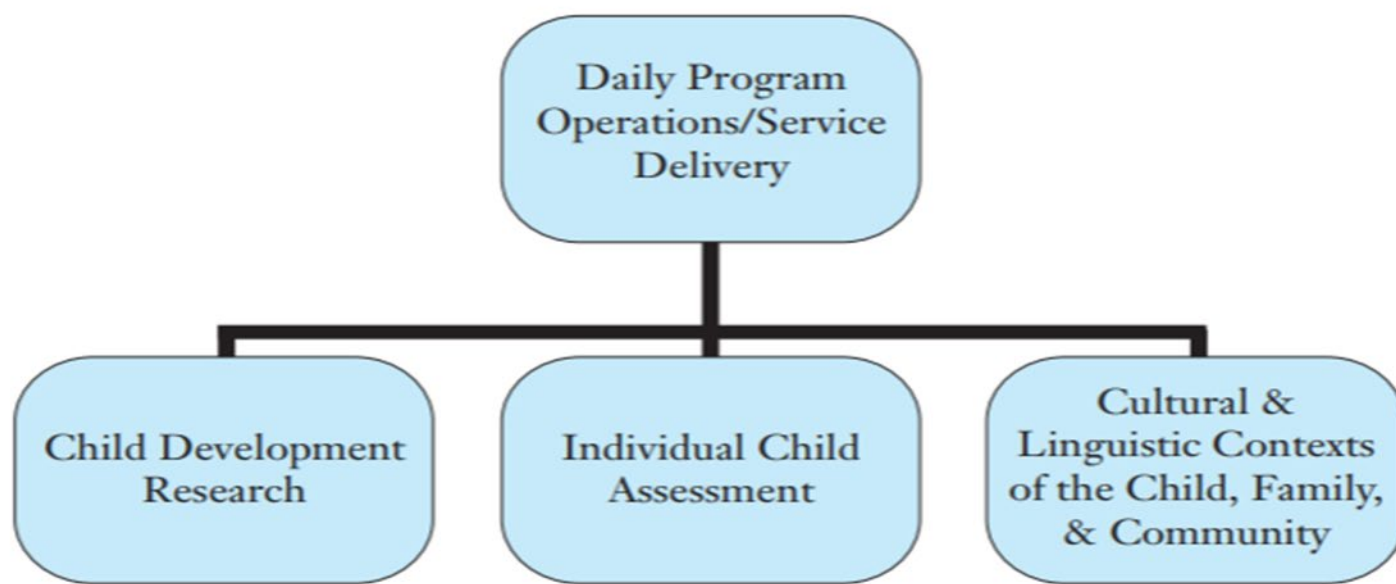 Daily Program
Operations/Service
Delivery
Child Development
Research
Individual Child
Assessment
Cultural &
Linguistic Contexts
of the Child, Family,
& Community